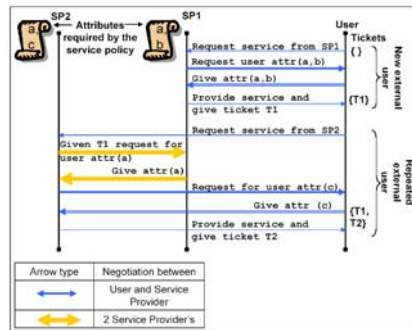 SP2 Attributes SP1 User
required by the
service policy
a,
c
a,
b
Tickets
Request service from SP1
{ }
Request user attr(a,b)
Give attr(a,b)
Provide service and
give ticket T1
{T1}
New external
user
Request service from SP2
Given T1 request for
user attr(a)
Give attr(a)
Request for user attr(c)
Give attr (c)
{T1,
T2}
Provide service and
give ticket T2
Repeated external
user
Arrow type Negotiation between
User and Service
Provider
2 Service Provider's